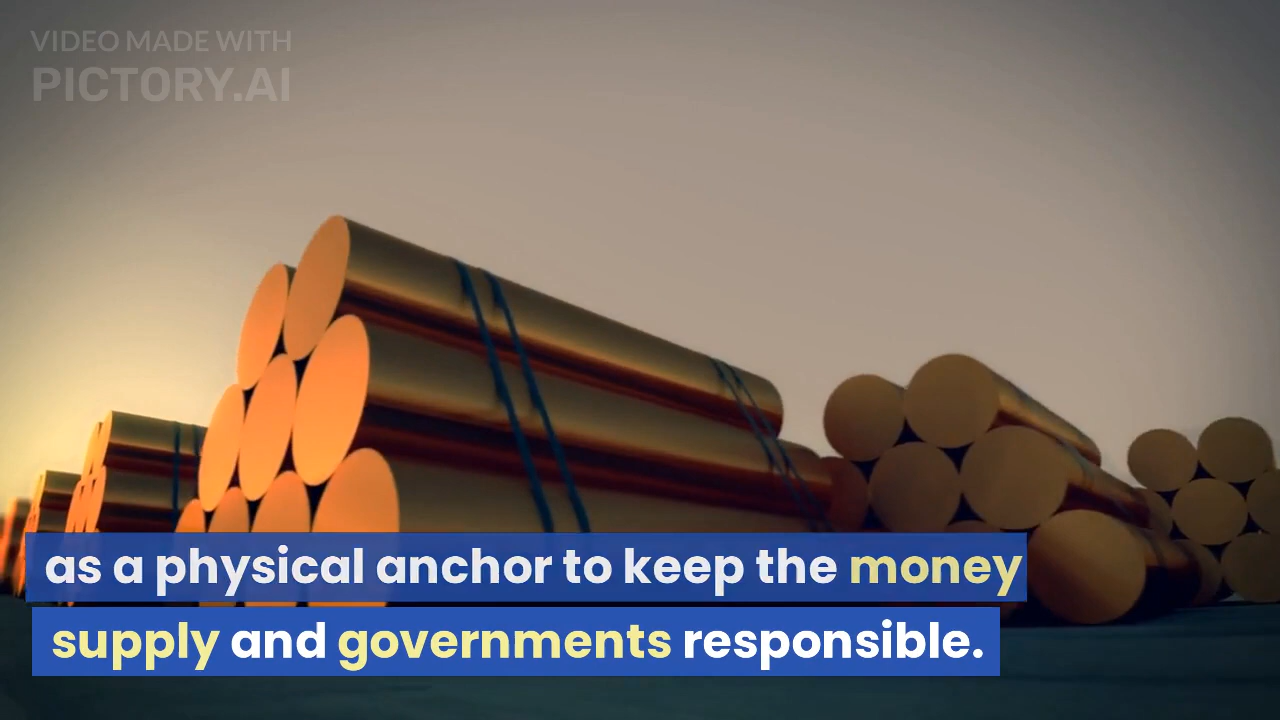 VIDEO MADE WITH
PICTORY.AI
as a physical anchor to keep the money
supply and governments responsible.